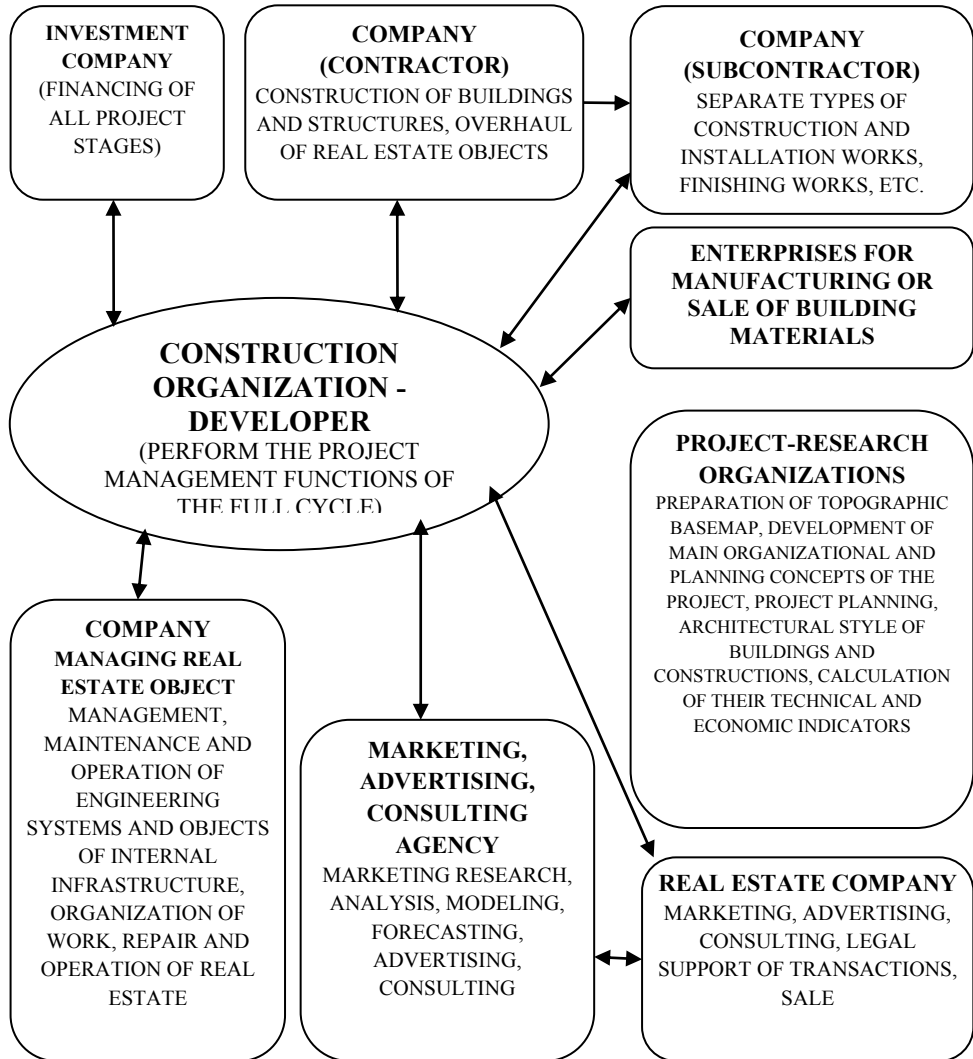 INVESTMENT
COMPANY
(FINANCING OF
ALL PROJECT
STAGES)
COMPANY
(CONTRACTOR)
CONSTRUCTION OF BUILDINGS
AND STRUCTURES, OVERHAUL
OF REAL ESTATE OBJECTS
COMPANY
(SUBCONTRACTOR)
SEPARATE TYPES OF
CONSTRUCTION AND
INSTALLATION WORKS,
FINISHING WORKS, ETC.
ENTERPRISES FOR
MANUFACTURING OR
SALE OF BUILDING
MATERIALS
CONSTRUCTION
ORGANIZATION -
DEVELOPER
(PERFORM THE PROJECT
MANAGEMENT FUNCTIONS OF
THE FULL CYCLE)
PROJECT-RESEARCH
ORGANIZATIONS
PREPARATION OF TOPOGRAPHIC
BASEMAP, DEVELOPMENT OF
MAIN ORGANIZATIONAL AND
PLANNING CONCEPTS OF THE
PROJECT, PROJECT PLANNING,
ARCHITECTURAL STYLE OF
BUILDINGS AND
CONSTRUCTIONS, CALCULATION
OF THEIR TECHNICAL AND
ECONOMIC INDICATORS
COMPANY
MANAGING REAL
ESTATE OBJECT
MANAGEMENT,
MAINTENANCE AND
OPERATION OF
ENGINEERING
SYSTEMS AND OBJECTS
OF INTERNAL
INFRASTRUCTURE,
ORGANIZATION OF
WORK, REPAIR AND
OPERATION OF REAL
ESTATE
MARKETING,
ADVERTISING,
CONSULTING
AGENCY
MARKETING RESEARCH,
ANALYSIS, MODELING,
FORECASTING,
ADVERTISING,
CONSULTING
REAL ESTATE COMPANY
MARKETING, ADVERTISING,
CONSULTING, LEGAL
SUPPORT OF TRANSACTIONS,
SALE